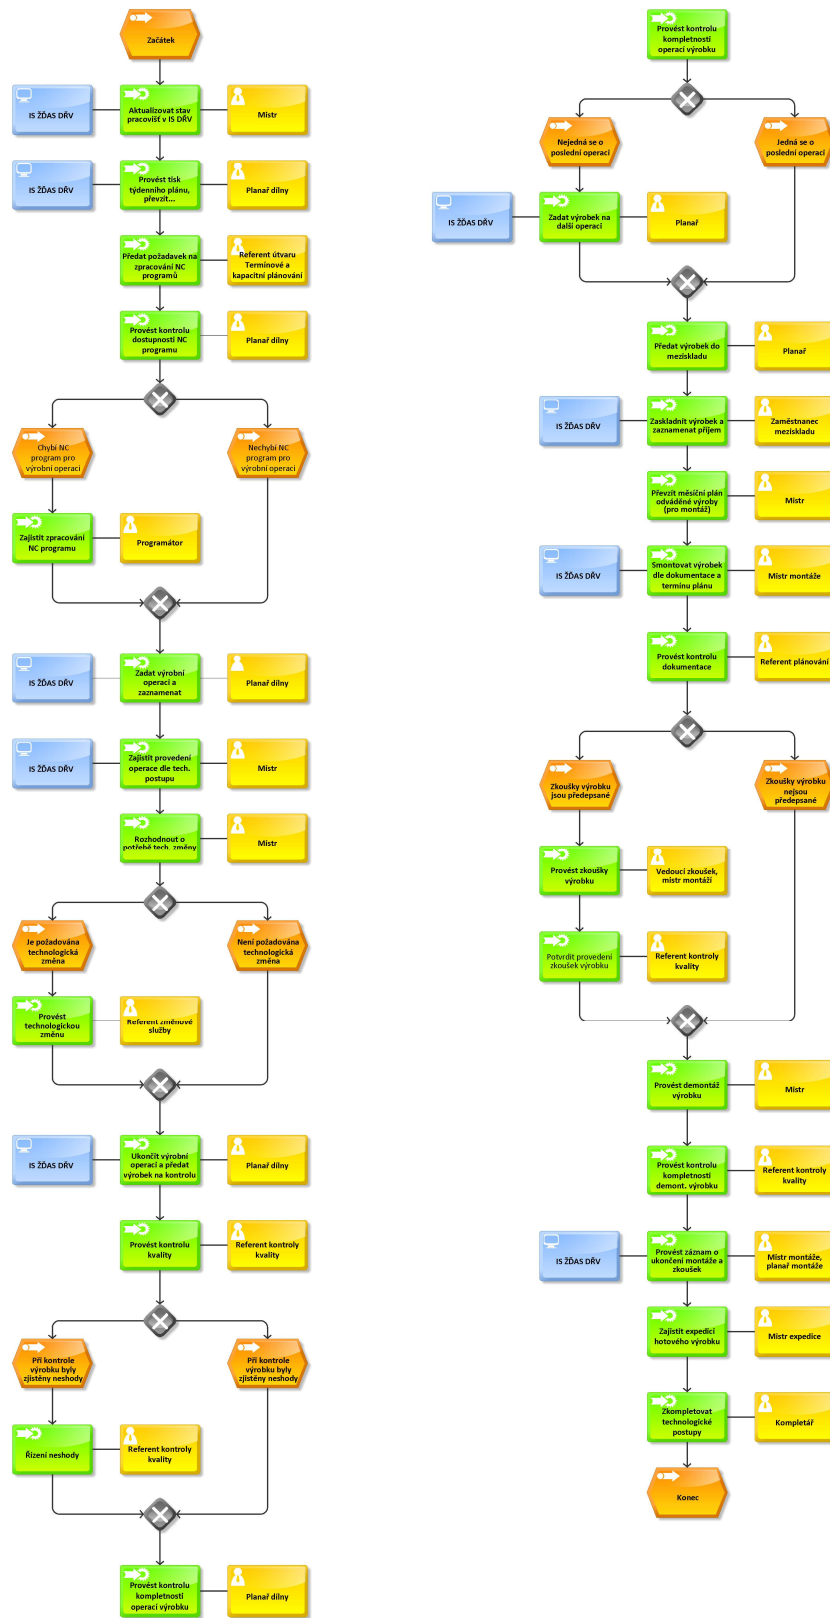 Začátek
IS ŽĎAS DŘV
Aktualizovat stav
pracovišť v IS DŘV
Mistr
IS ŽĎAS DŘV
Provést tisk
týdenního plánu,
převzít...
Planař dílny
Předat požadavek na
zpracování NC
programů
Referent útvaru
Termínové a
kapacitní plánování
Provést kontrolu
dostupnosti NC
programu
Planař dílny
Chybí NC
program pro
výrobní operaci
Nechybí NC
program pro
výrobní operaci
Zajistit zpracování
NC programu
Programátor
IS ŽĎAS DŘV
Zadat výrobní
operaci a
zaznamenat
Planař dílny
IS ŽĎAS DŘV
Zajistit provedení
operace dle tech.
postupu
Mistr
Rozhodnout o
potřebě tech. změny
Mistr
Je požadována
technologická
změna
Není požadována
technologická
změna
Provést
technologickou
změnu
Referent změnové
služby
IS ŽĎAS DŘV
Ukončit výrobní
operaci a předat
výrobek na kontrolu
Planař dílny
Provést kontrolu
kvality
Referent kontroly
kvality
Při kontrole
výrobku byly
zjištěny neshody
Při kontrole
výrobku byly
zjištěny neshody
Řízení neshody
Referent kontroly
kvality
Provést kontrolu
kompletnosti
operací výrobku
Planař dílny
Provést kontrolu
kompletnosti
operací výrobku
Nejedná se o
poslední operaci
Jedná se o
poslední operaci
IS ŽĎAS DŘV
Zadat výrobek na
další operaci
Planař
Předat výrobek do
meziskladu
Planař
IS ŽĎAS DŘV
Zaskladnit výrobek a
zaznamenat příjem
Zaměstnanec
meziskladu
Převzít měsíční plán
odváděné výroby
(pro montáž)
Mistr
IS ŽĎAS DŘV
Smontovat výrobek
dle dokumentace a
termínu plánu
Mistr montáže
Provést kontrolu
dokumentace
Referent plánování
Zkoušky výrobku
jsou předepsané
Zkoušky výrobku
nejsou
předepsané
Provést zkoušky
výrobku
Vedoucí zkoušek,
mistr montáží
Potvrdit provedení
zkoušek výrobku
Referent kontroly
kvality
Provést demontáž
výrobku
Mistr
Provést kontrolu
kompletnosti
demont. výrobku
Referent kontroly
kvality
IS ŽĎAS DŘV
Provést záznam o
ukončení montáže a
zkoušek
Mistr montáže,
planař montáže
Zajistit expedici
hotového výrobku
Mistr expedice
Zkompletovat
technologické
postupy
Kompletář
Konec